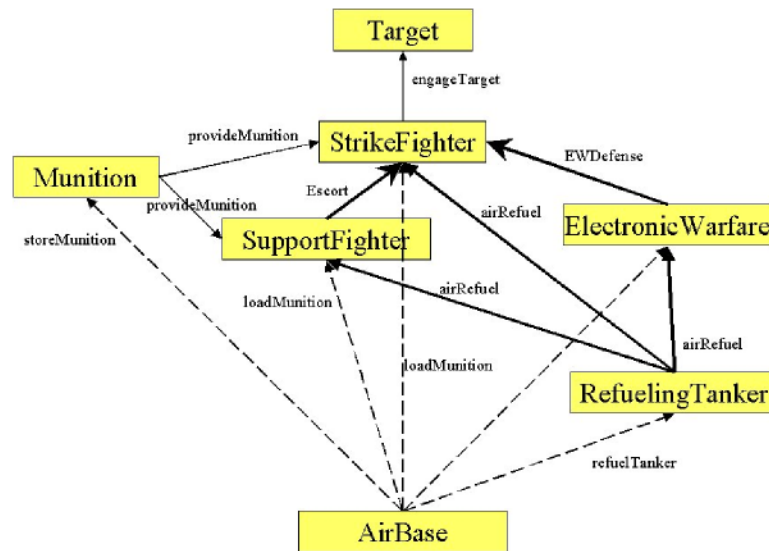 Target
engageTarget
provideMunition
StrikeFighter
EWDefense
Munition
Escort
provideMunition
airRefuel
ElectronicWarfare
storeMunition
SupportFighter
loadMunition
airRefuel
airRefuel
loadMunition
RefuelingTanker
refuelTanker
AirBase